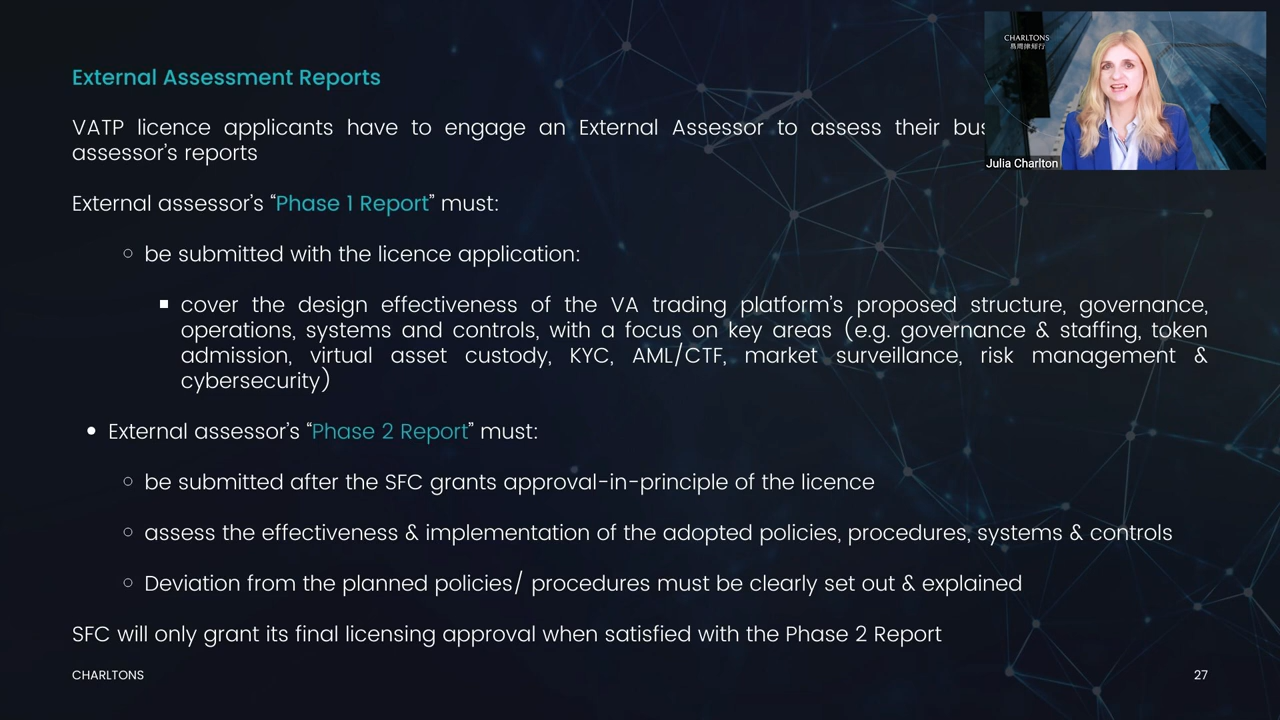 External Assessment Reports
CHARLTONS
易周律师行
Julia Charlton
VATP licence applicants have to engage an External Assessor to assess their
assessor's reports
External assessor's “Phase 1 Report” must:
be submitted with the licence application:
cover the design effectiveness of the VA trading platform's proposed structure, governance,
operations, systems and controls, with a focus on key areas (e.g. governance & staffing, token
admission, virtual asset custody, KYC, AML/CTF, market surveillance, risk management &
cybersecurity)
External assessor's “Phase 2 Report” must:
be submitted after the SFC grants approval-in-principle of the licence
assess the effectiveness & implementation of the adopted policies, procedures, systems & controls
Deviation from the planned policies/ procedures must be clearly set out & explained
SFC will only grant its final licensing approval when satisfied with the Phase 2 Report
CHARLTONS
27